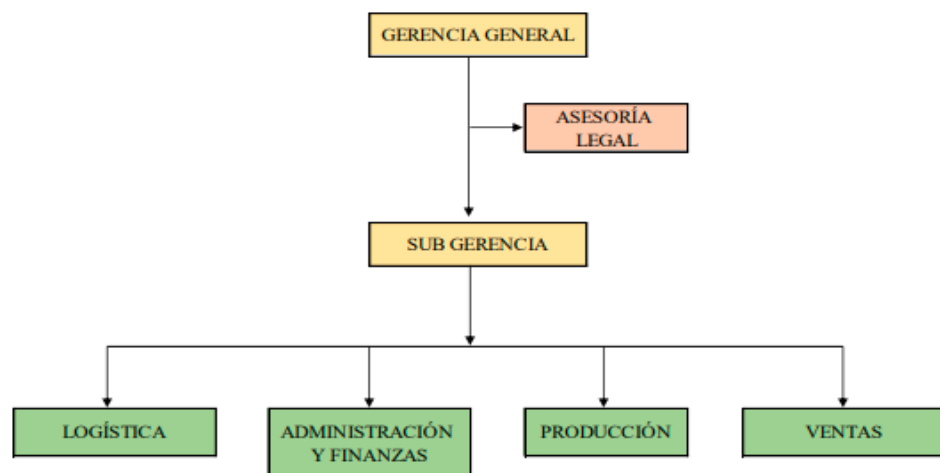 GERENCIA GENERAL
ASESORÍA
LEGAL
SUB GERENCIA
LOGÍSTICA
ADMINISTRACIÓN
Y FINANZAS
PRODUCCIÓN
VENTAS